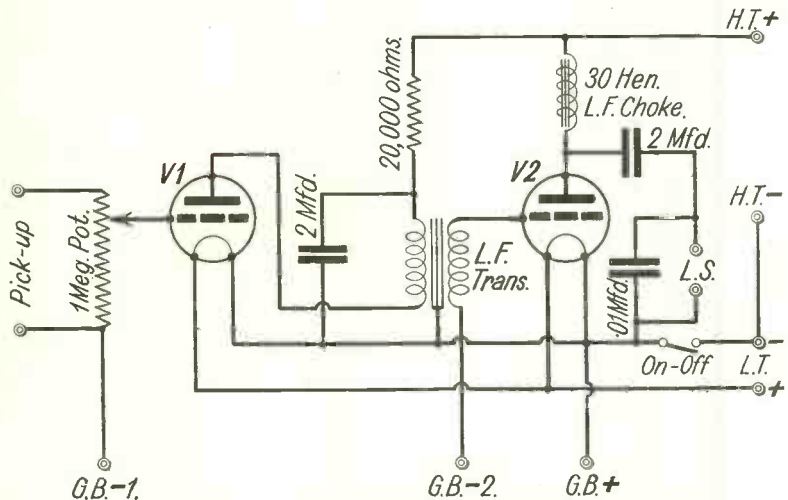 H.T.+
20,000 ohms.
30 Hen.
L.F. Choke.
2 Mfd.
V1
V2
2 Mfd.
H.T.-
Pick-up
1 Meg. Pot.
L.F.
Trans.
.01 Mfd.
L.S.
-
On-Off
L.T.
+
G.B.-1.
G.B.-2.
G.B.+